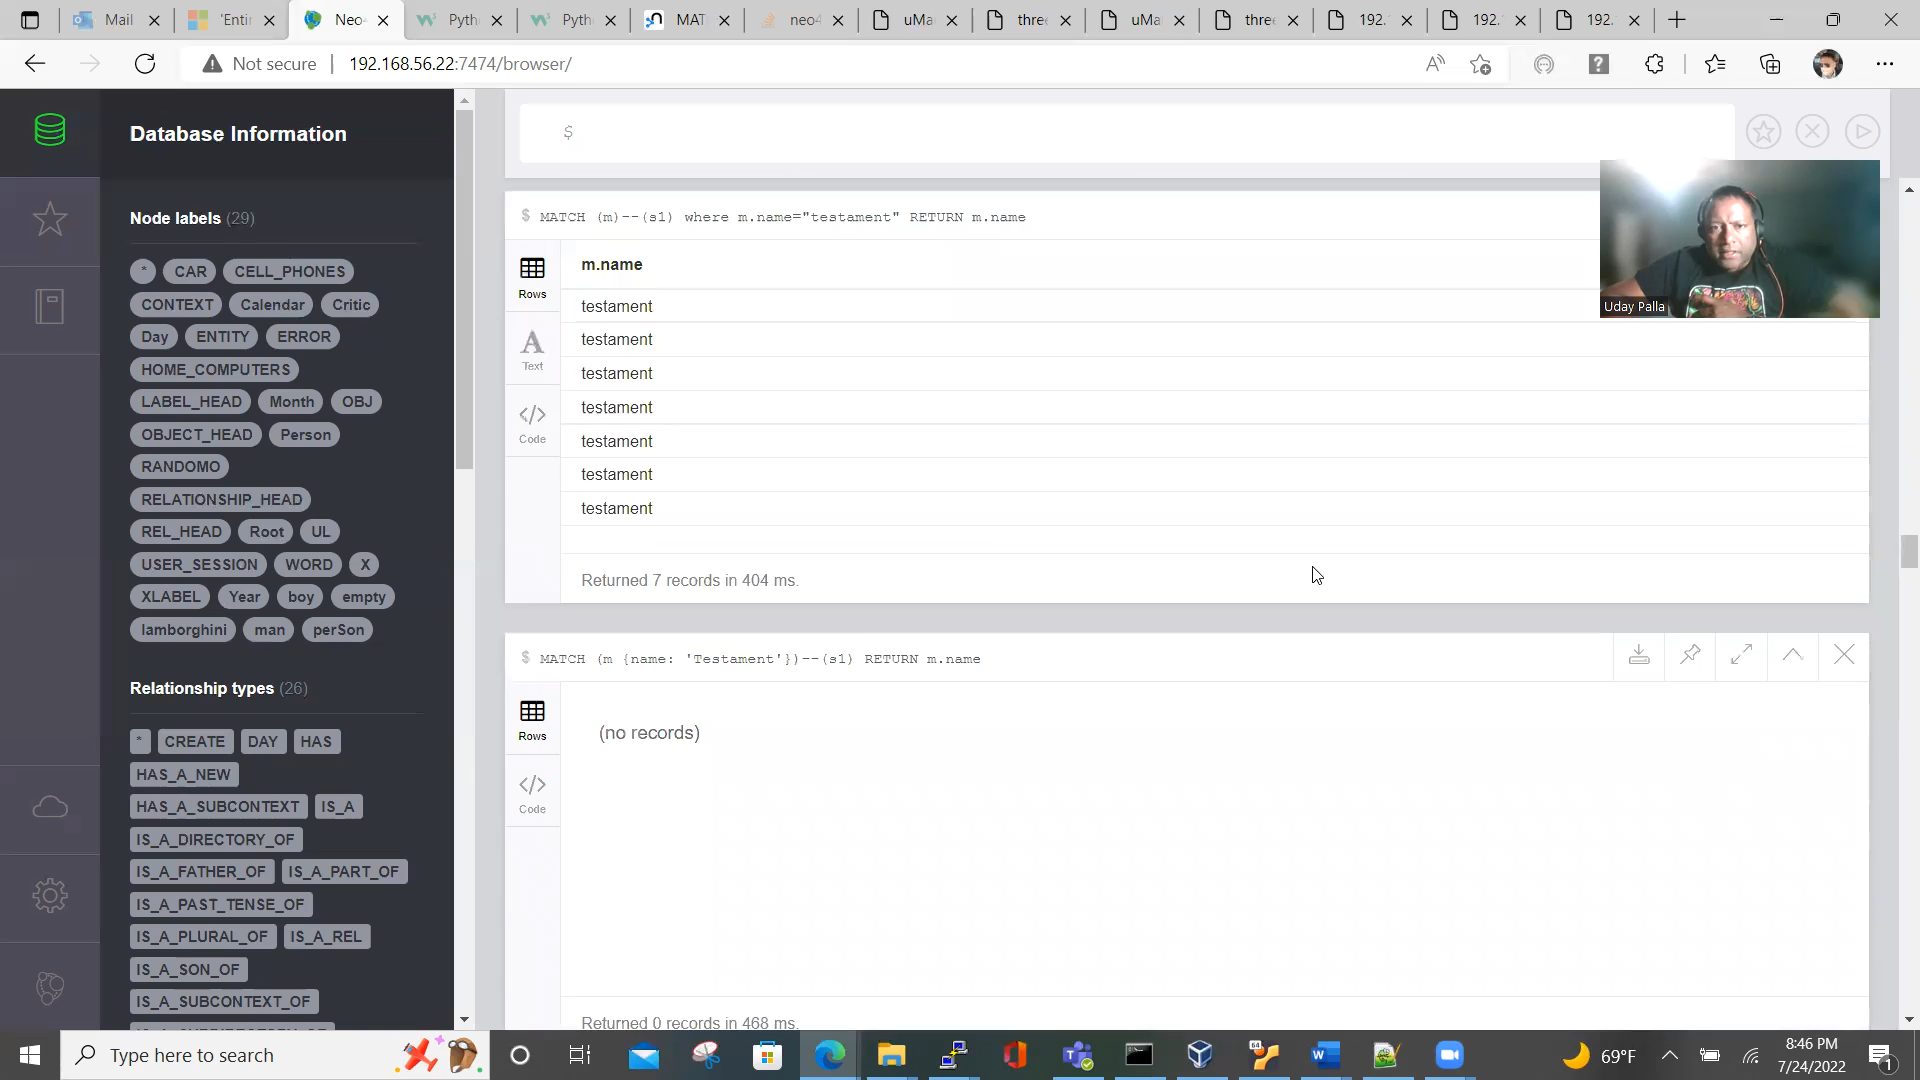 Mail
'Entir
Neo4
Pyth
Pyth
MAT
neo4
uMa
thre
uMa
thre
192.
192.
192.
Not secure
192.168.56.22:7474/browser/
Database Information
Node labels (29)
* CAR CELL_PHONES
CONTEXT Calendar Critic
Day ENTITY ERROR
HOME_COMPUTERS
LABEL_HEAD Month OBJ
OBJECT_HEAD Person
RANDOMO
RELATIONSHIP_HEAD
REL_HEAD Root UL
USER_SESSION WORD X
XLABEL Year boy empty
lamborghini man perSon
Relationship types (26)
* CREATE DAY HAS
HAS_A_NEW
HAS_A_SUBCONTEXT IS_A
IS_A_DIRECTORY_OF
IS_A_FATHER_OF IS_A_PART_OF
IS_A_PAST_TENSE_OF
IS_A_PLURAL_OF IS_A_REL
IS_A_SON_OF
IS_A_SUBCONTEXT_OF
$
$ MATCH (m)--(s1) where m.name="testament" RETURN m.name
Rows
Text
Code
m.name
testament
testament
testament
testament
testament
testament
testament
Returned 7 records in 404 ms.
Uday Palla
$ MATCH (m {name: 'Testament'})--(s1) RETURN m.name
Rows
Code
(no records)
Returned 0 records in 468 ms.
Type here to search
64
69°F
8:46 PM
7/24/2022
1